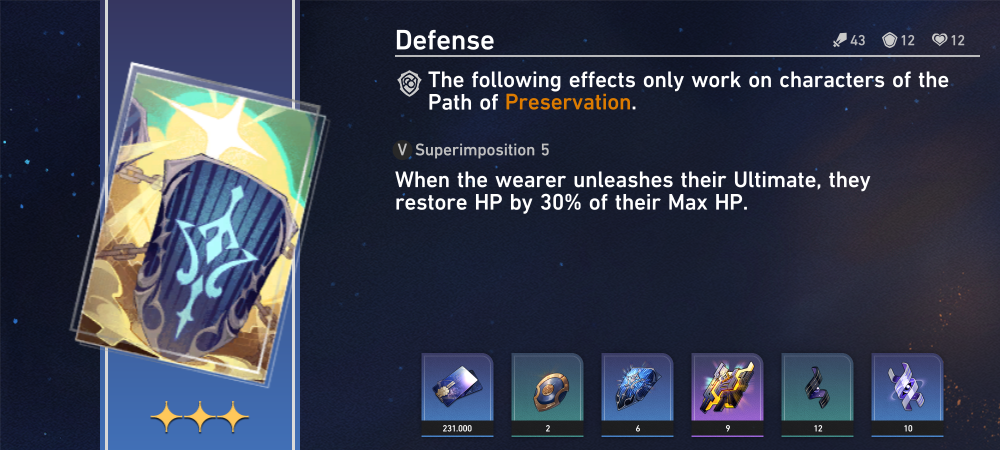 Defense
43 12 12
The following effects only work on characters of the
Path of Preservation.
V Superimposition 5
When the wearer unleashes their Ultimate, they
restore HP by 30% of their Max HP.
231.000 2 6 9 12 10